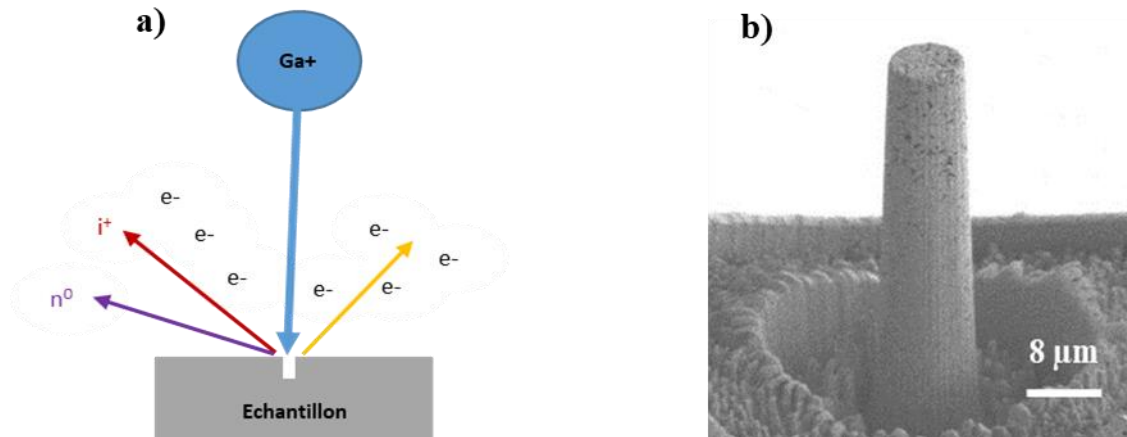 a)
Ga+
e-
i⁺
e-
e-
e-
e-
e-
e-
n⁰
Echantillon
b)
8 µm